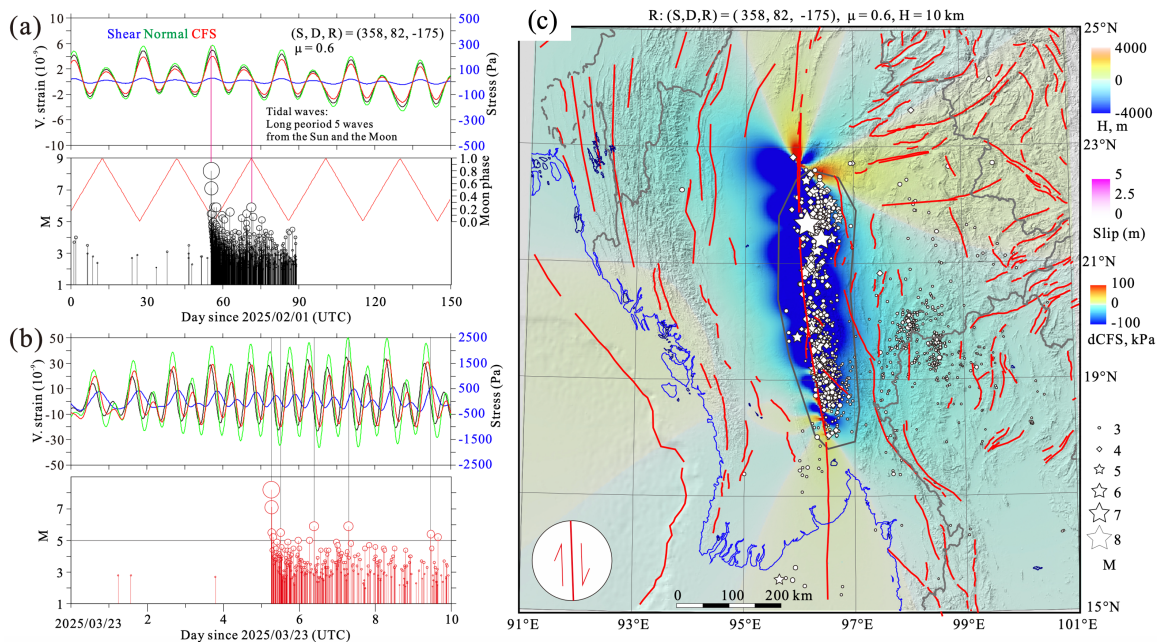 (a)
Shear Normal CFS
(S, D, R) = (358, 82, -175)
μ = 0.6
V. strain (10⁻⁹)
10
6
2
-2
-6
-10
500
300
100
-100
-300
-500
Stress (Pa)
Tidal waves:
Long peoriod 5 waves
from the Sun and the Moon
M
9
7
5
3
1
1.0
0.8
0.6
0.4
0.2
0.0
Moon phase
0 30 60 90 120 150
Day since 2025/02/01 (UTC)
(b)
V. strain (10⁻⁹)
50
30
10
-10
-30
-50
2500
1500
500
-500
-1500
-2500
Stress (Pa)
M
7
5
3
1
2025/03/23 2 4 6 8 10
Day since 2025/03/23 (UTC)
(c)
R: (S,D,R) = ( 358, 82, -175), μ = 0.6, H = 10 km
25°N
23°N
21°N
19°N
15°N
91°E 93°E 95°E 97°E 99°E 101°E
0 100 200 km
4000
0
-4000
H, m
5
2.5
0
Slip (m)
100
0
-100
dCFS, kPa
3
4
5
6
7
8
M